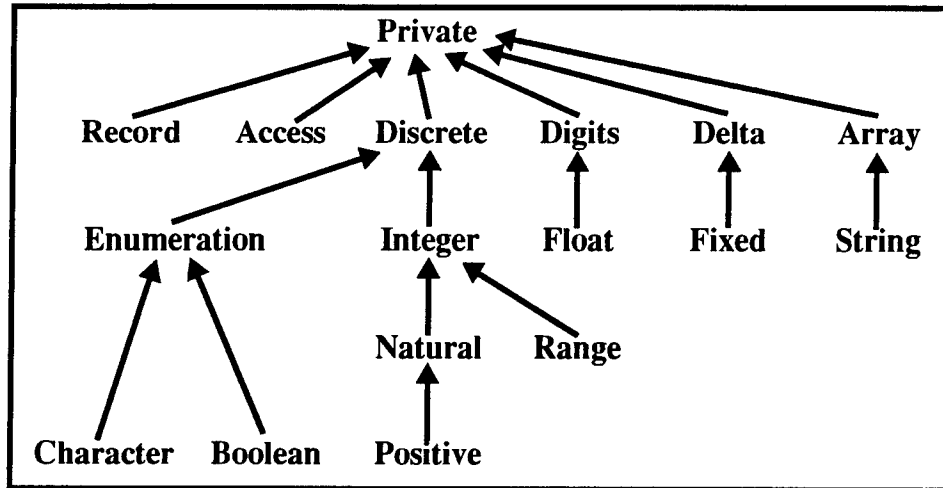 Private
Record Access Discrete Digits Delta Array
Enumeration Integer Float Fixed String
Natural Range
Character Boolean Positive